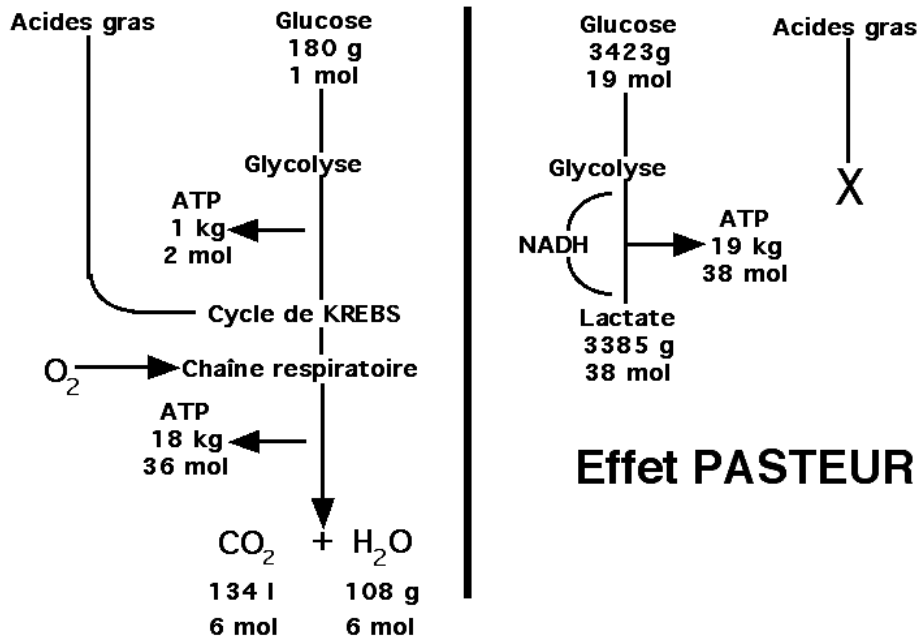 Acides gras
Glucose
180 g
1 mol
Glycolyse
ATP
1 kg
2 mol
Cycle de KREBS
O2
Chaîne respiratoire
ATP
18 kg
36 mol
CO2 + H2O
134 l 108 g
6 mol 6 mol
Glucose
3423g
19 mol
Acides gras
X
Glycolyse
NADH
ATP
19 kg
38 mol
Lactate
3385 g
38 mol
Effet PASTEUR